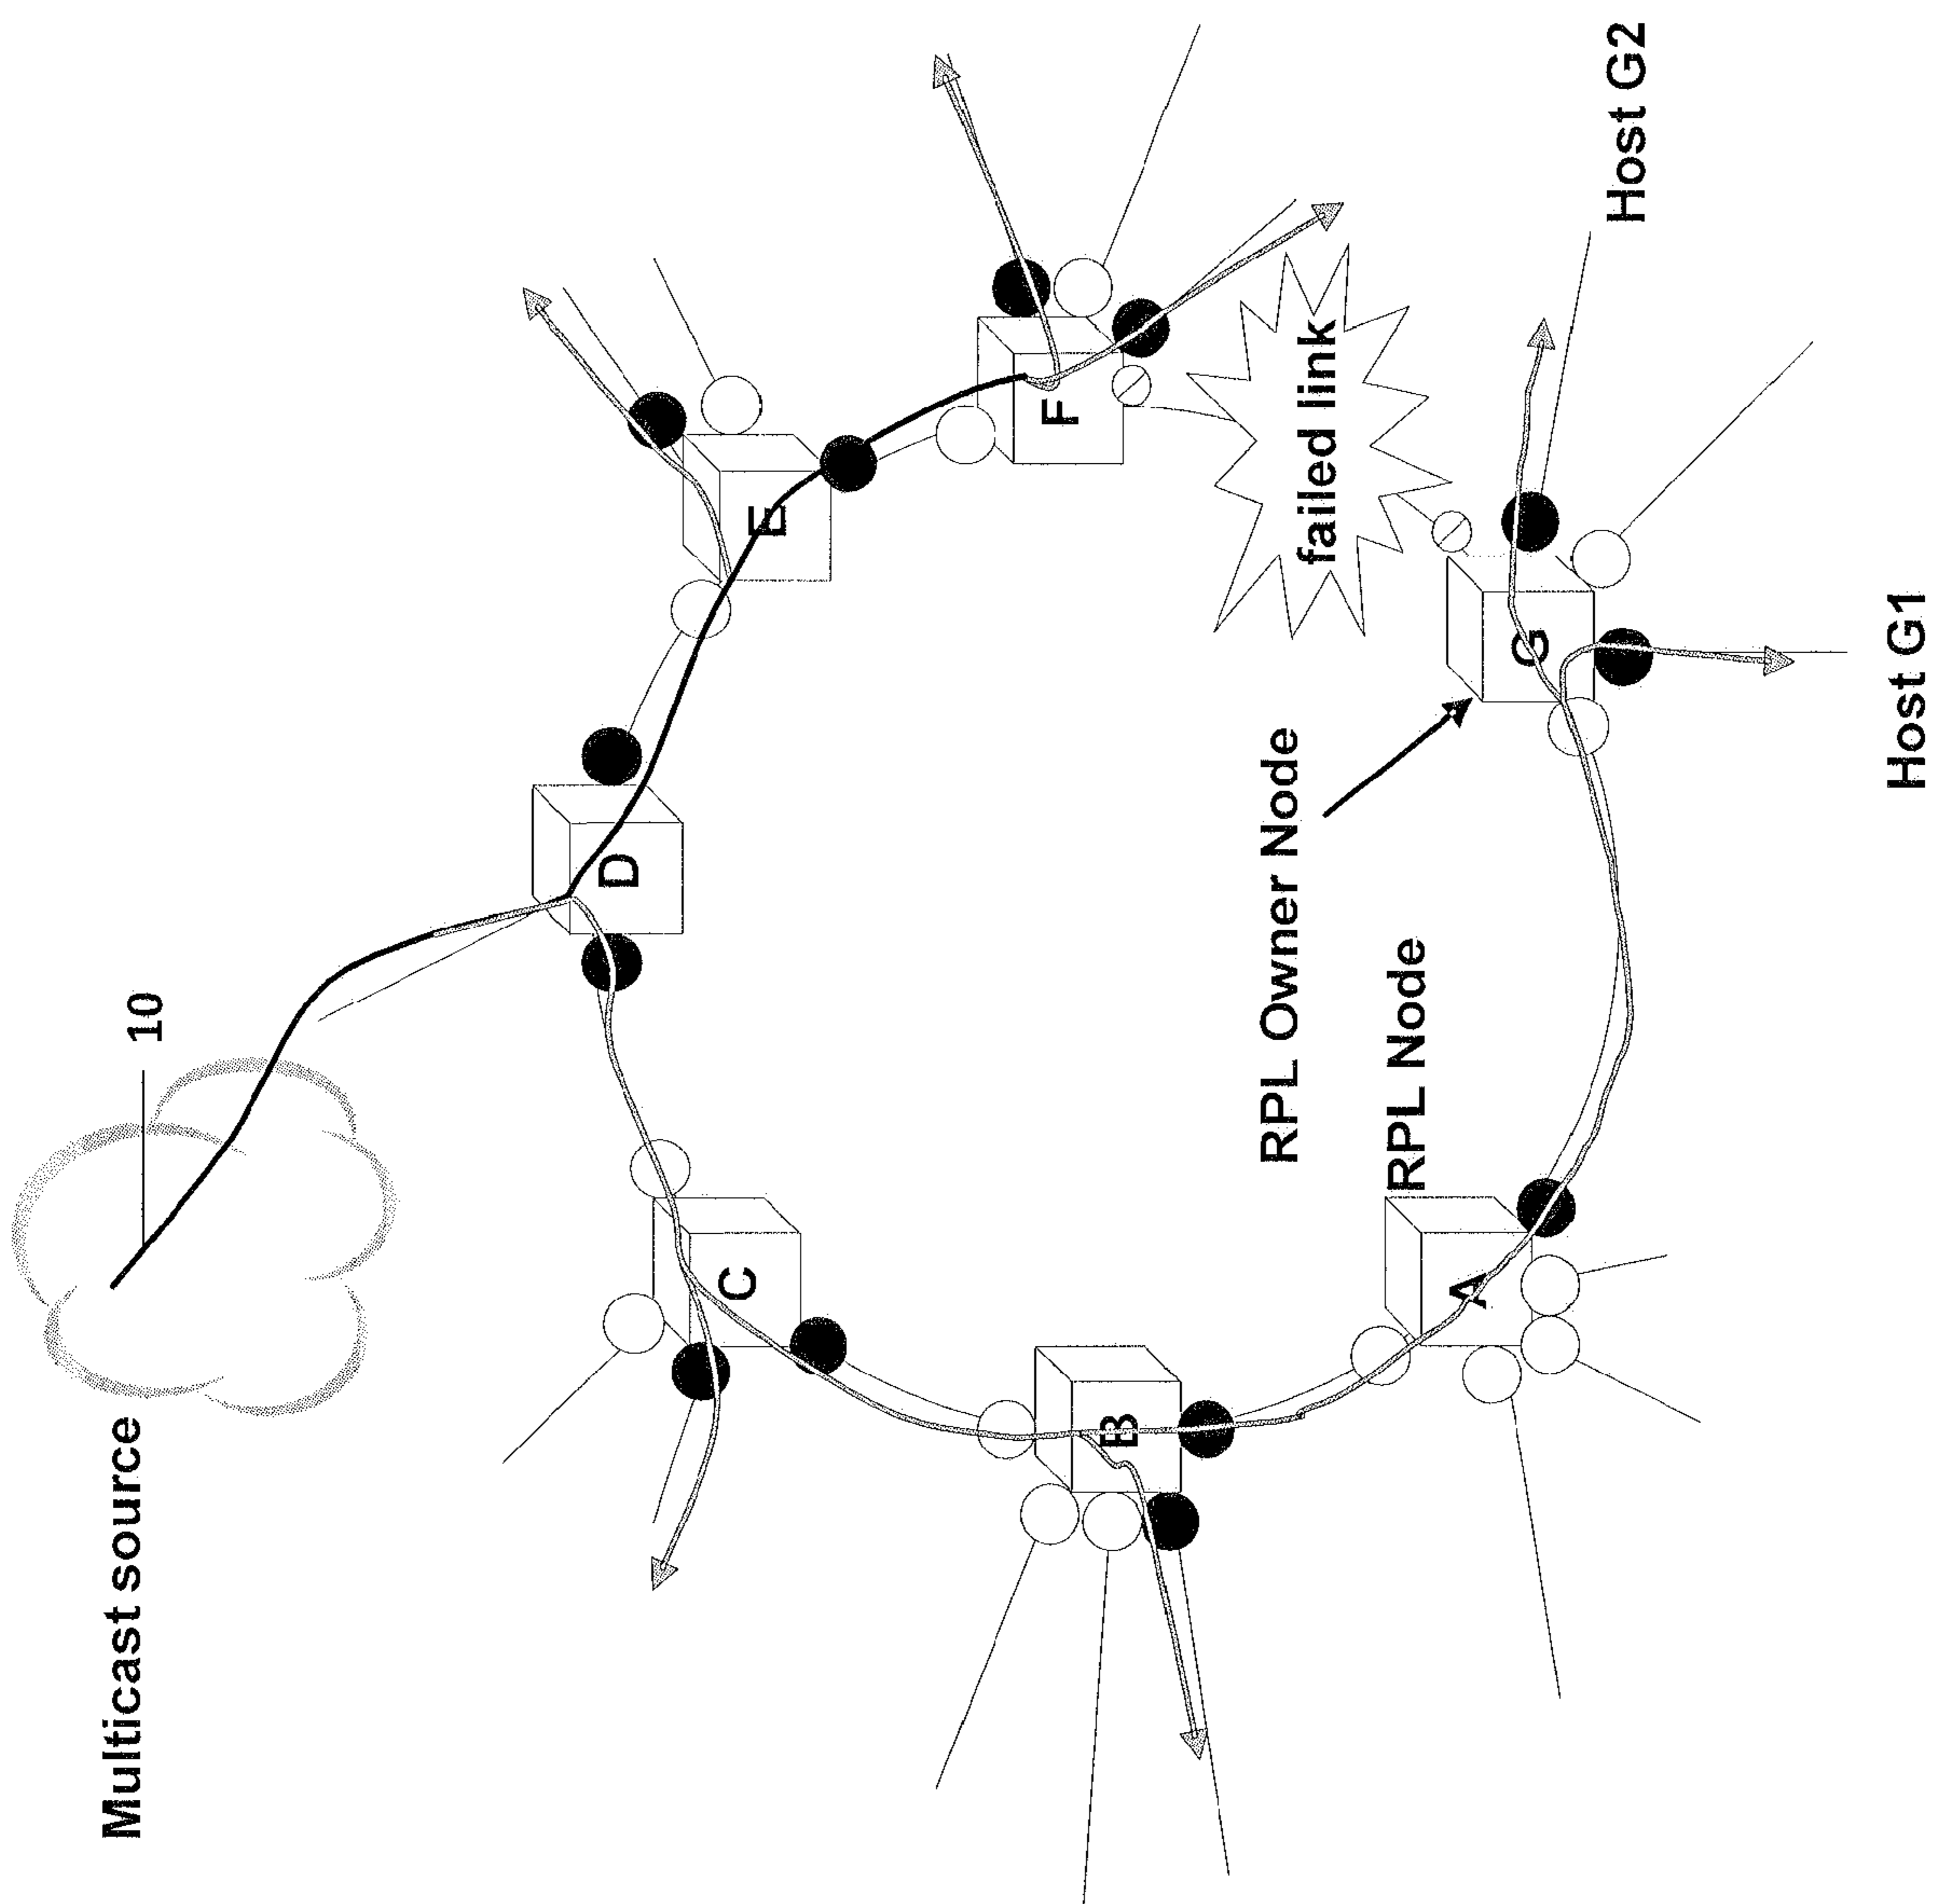 Multicast source
10
D
C
E
B
F
failed link
A
RPL Node
RPL Owner Node
G
Host G1
Host G2